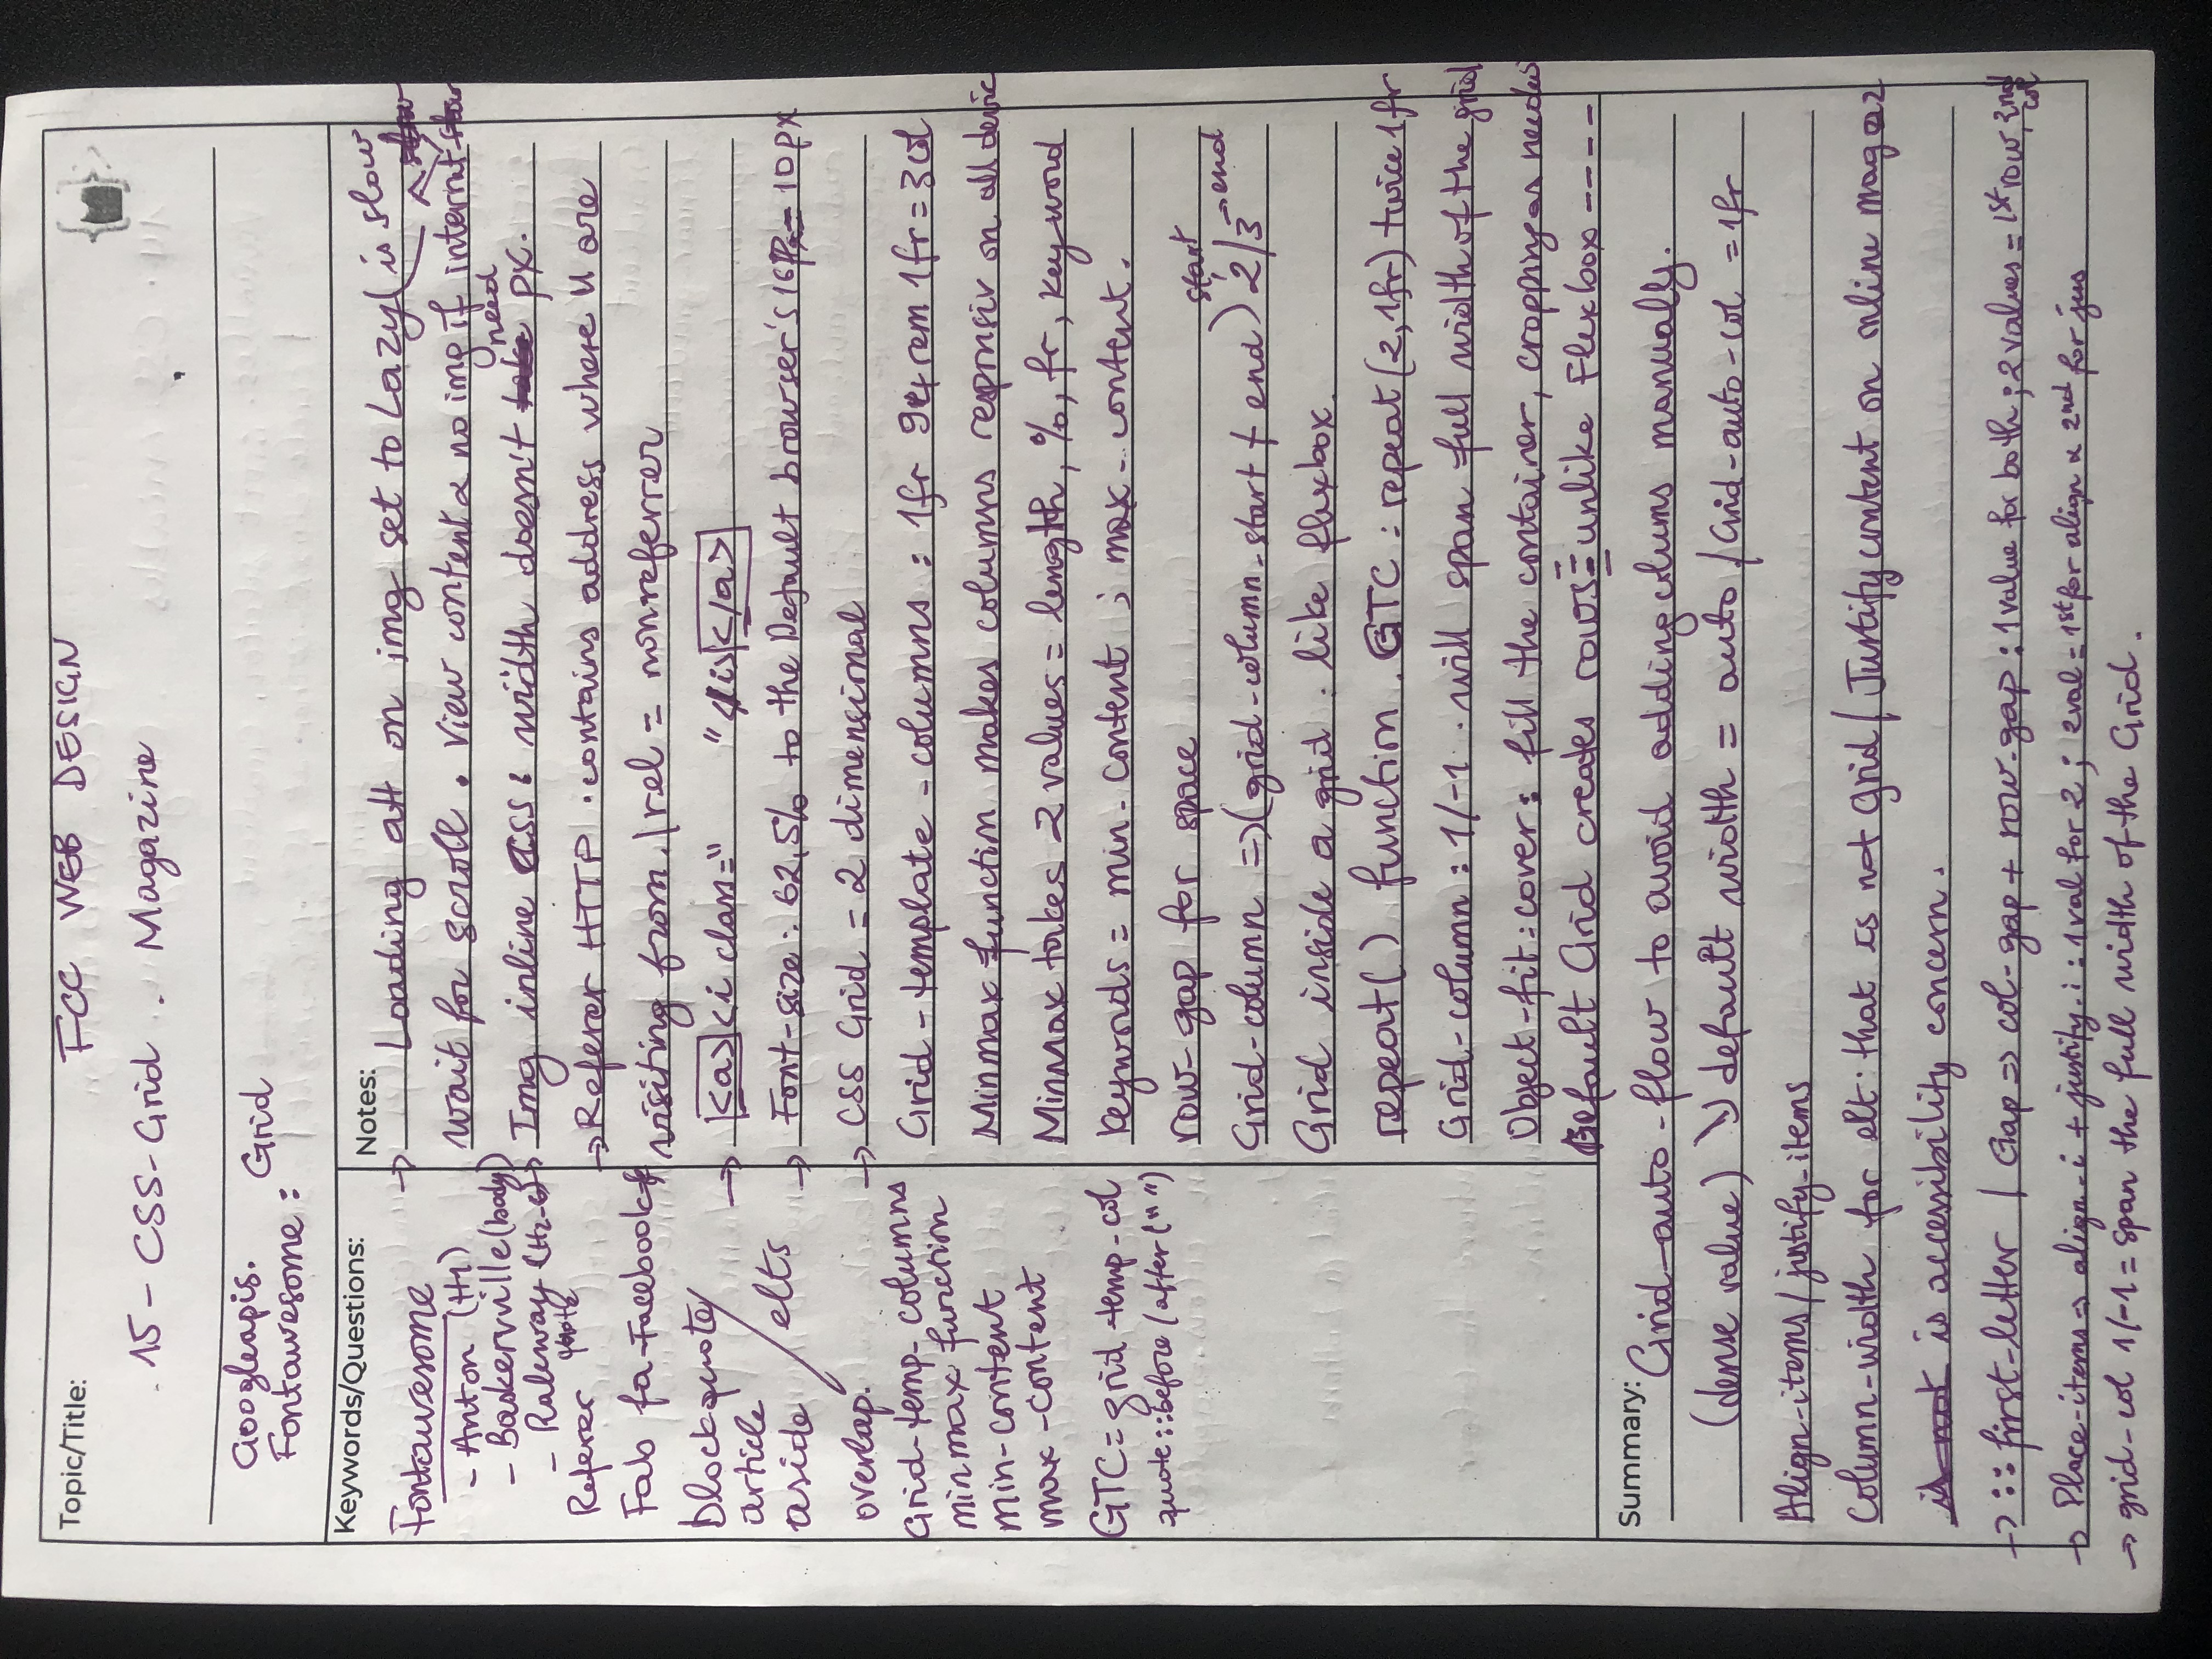 Topic/Title:
FCC WEB DESIGN
15 - CSS-Grid . Magazine
Googleapis.
Fontawesome :
Grid
Keywords/Questions:
Fontawesome
- Anton (H1)
- Baskerville (body)
- Raleway (H2-6)
quote
Referer
Fab fa-Facebook-f
blockquote
article
aside
elts
overlap.
Grid-temp-columns
minmax function
min-content
max-content
GTC = grid-temp-col
quote::before/after (" ")
Notes:
→ Loading att on img set to Lazy (is slow
wait for scroll . View content & no img if internet
Img inline CSS : width doesn't need px.
→ Referer HTTP . contains address where u are
visiting from. / rel = nonreferrer
→ <a><i class=" "</i></a>
→ Font-size : 62,5% to the Default browser's 16px = 10px
→ CSS Grid = 2 dimensional
Grid-template-columns : 1fr 94rem 1fr = 3 col
Minmax function makes columns responsiv on all devic
MinMax takes 2 values = length, %, fr, keyword
keywords = min-content ; max-content.
row-gap for space
Grid-column => (grid-column-start + end) 2/3
start
→ end
Grid inside a grid . like flexbox.
repeat( ) function . GTC : repeat (2, 1fr) twice 1fr
Grid-column : 1/-1 . will span full width of the grid
Object-fit : cover : fill the container, cropping as needed
Default Grid creates rows unlike Flexbox ----
Summary:
Grid-auto-flow to avoid adding colums manually.
(dense value) default width = auto / Grid-auto-col = 1fr
Align-items / justify-items
Column-width for elt. that is not grid / Justify content on online magaz
is not is accessibility concern.
→ ::first-letter | Gap => col-gap + row-gap : 1 value for both ; 2 values = 1st row, 2nd col
→ Place-items => align-i + justify-i : 1 val for 2 ; 2 val = 1st for align & 2nd for jus
→ grid-col 1/-1 = span the full width of the Grid.